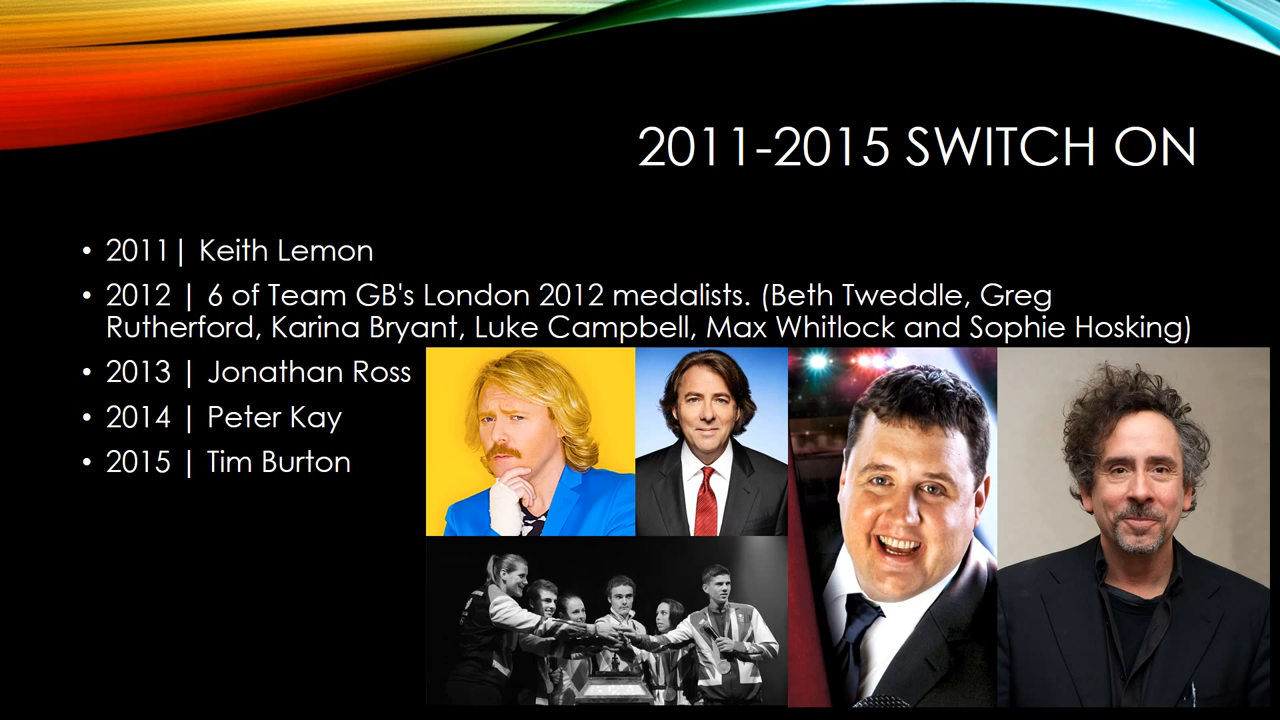 2011-2015 SWITCH ON
• 2011| Keith Lemon
• 2012 | 6 of Team GB's London 2012 medalists. (Beth Tweddle, Greg
Rutherford, Karina Bryant, Luke Campbell, Max Whitlock and Sophie Hosking)
• 2013 | Jonathan Ross
• 2014 | Peter Kay
• 2015 | Tim Burton